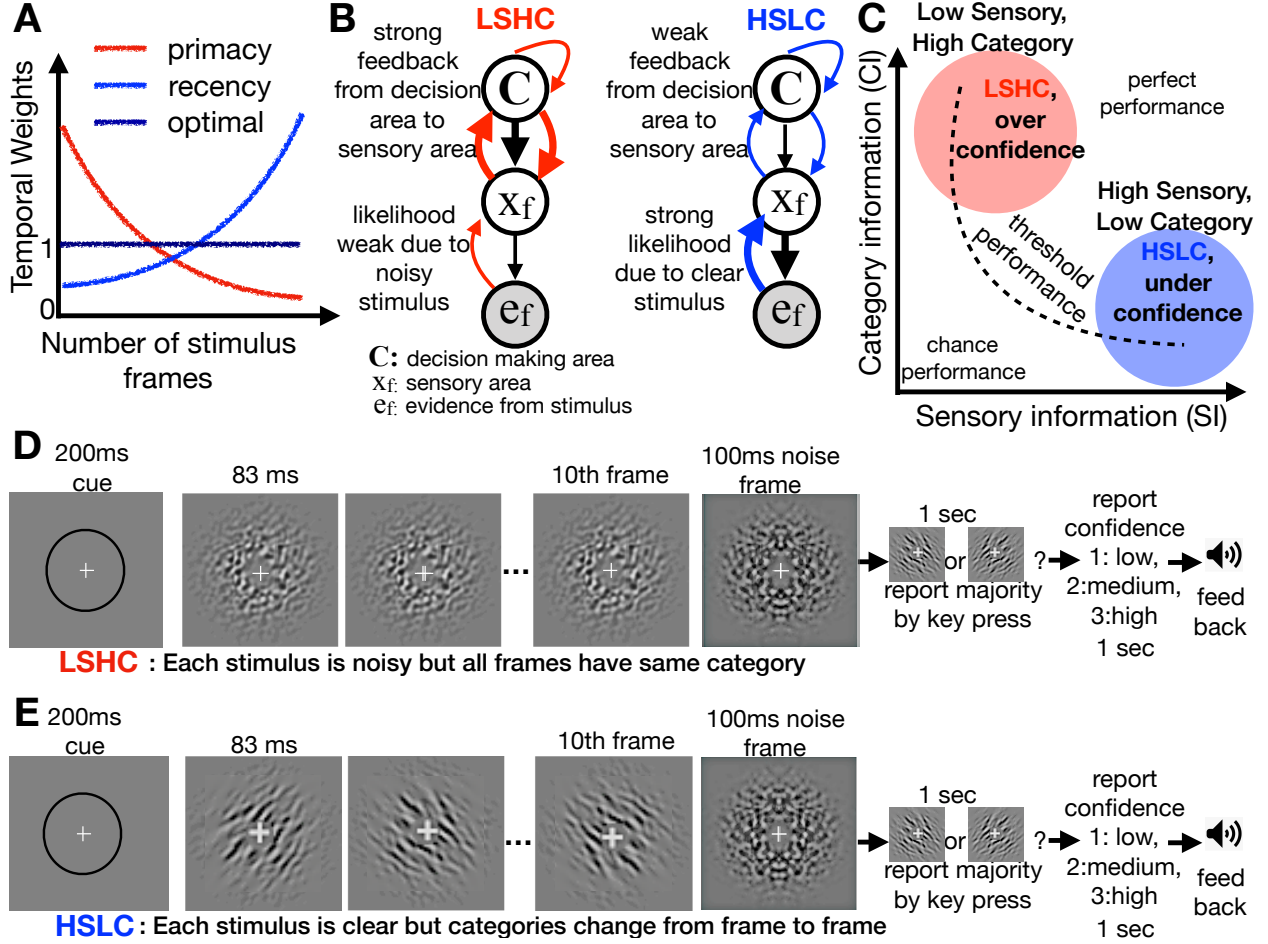 A
primacy
recency
optimal
Temporal Weights
1
0
Number of stimulus
frames
B
LSHC
strong
feedback
from decision
area to
sensory area
likelihood
weak due to
noisy
stimulus
C
xf
ef
HSLC
weak
feedback
from decision
area to
sensory area
strong
likelihood
due to clear
stimulus
C
xf
ef
C: decision making area
xf: sensory area
ef: evidence from stimulus
C
Low Sensory,
High Category
LSHC,
over
confidence
perfect
performance
High Sensory,
Low Category
HSLC,
under
confidence
threshold
performance
chance
performance
Category information (CI)
Sensory information (SI)
D
200ms
cue
83 ms
...
10th frame
100ms noise
frame
1 sec
or
?
report majority
by key press
report
confidence
1: low,
2:medium,
3:high
1 sec
feed
back
LSHC : Each stimulus is noisy but all frames have same category
E
200ms
cue
83 ms
...
10th frame
100ms noise
frame
1 sec
or
?
report majority
by key press
report
confidence
1: low,
2:medium,
3:high
1 sec
feed
back
HSLC : Each stimulus is clear but categories change from frame to frame